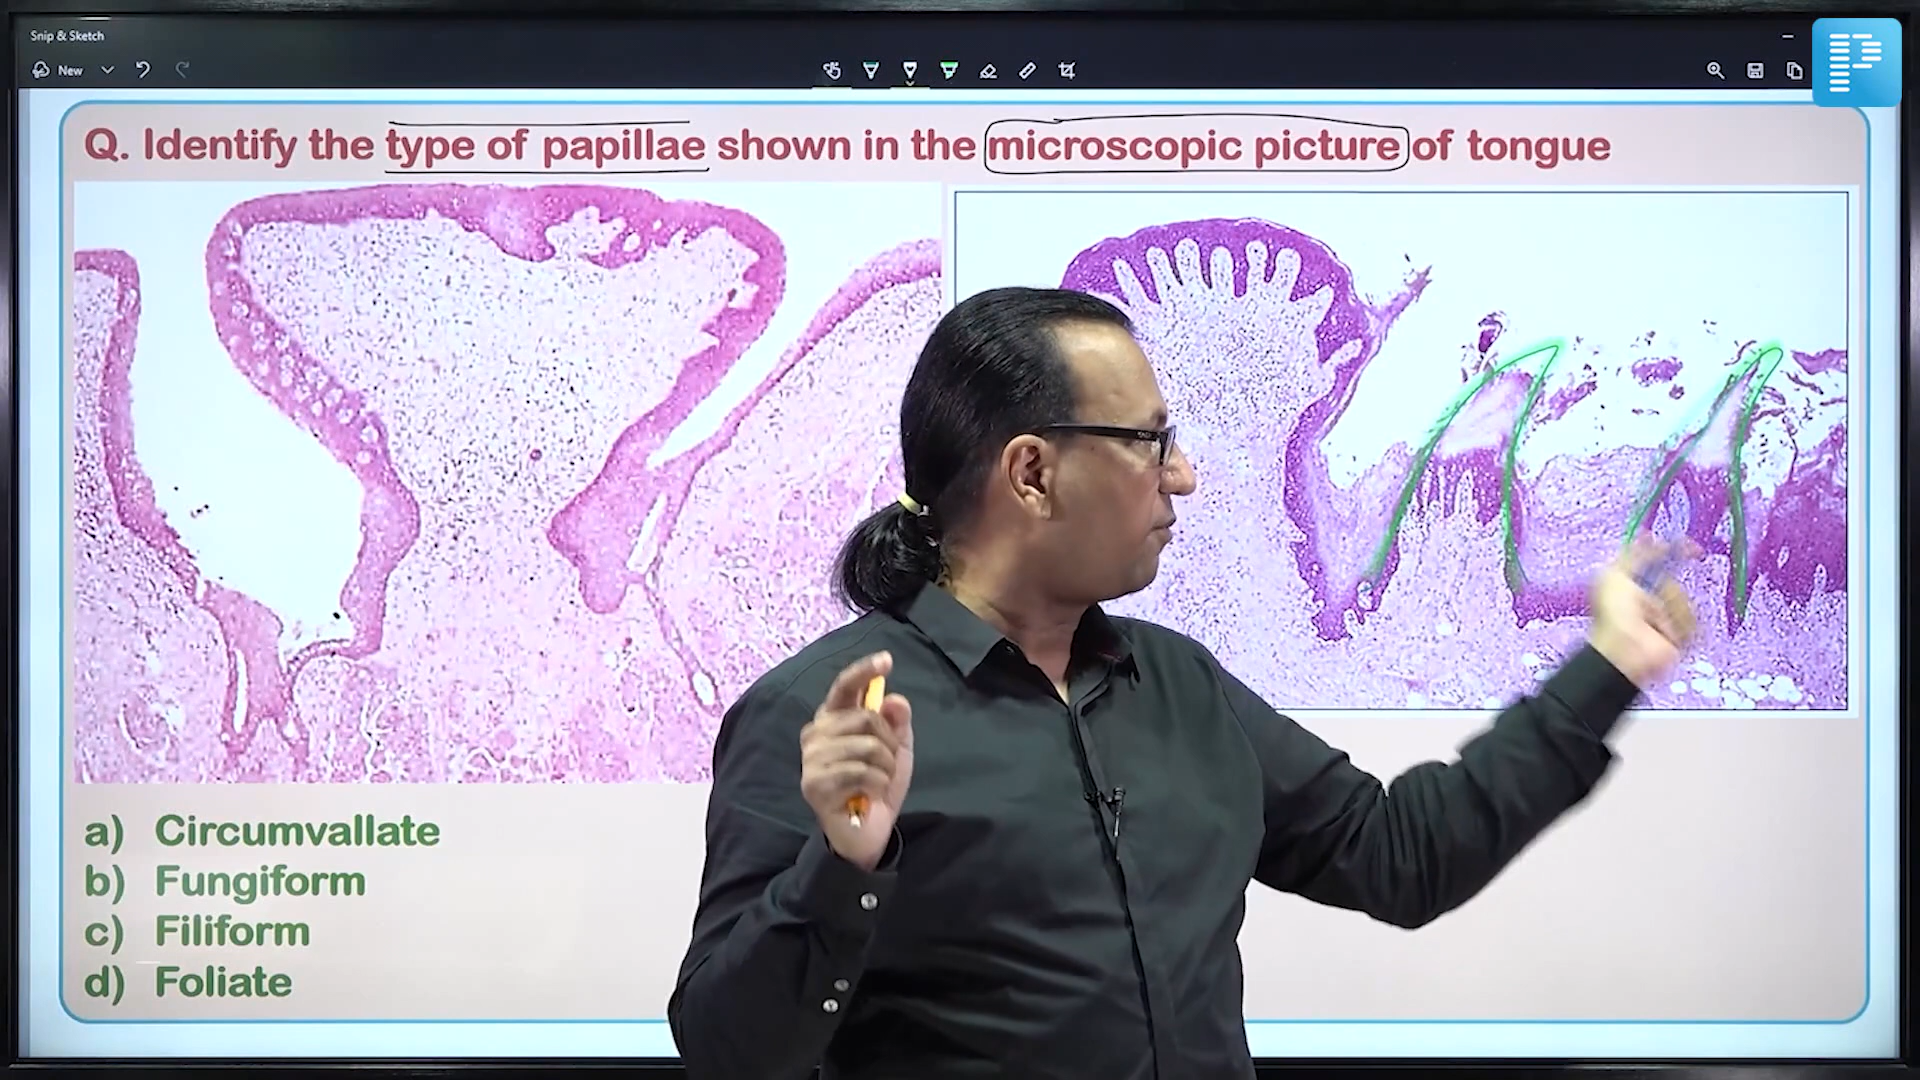 Snip & Sketch
New
Q. Identify the type of papillae shown in the microscopic picture of tongue
a) Circumvallate
b) Fungiform
c) Filiform
d) Foliate